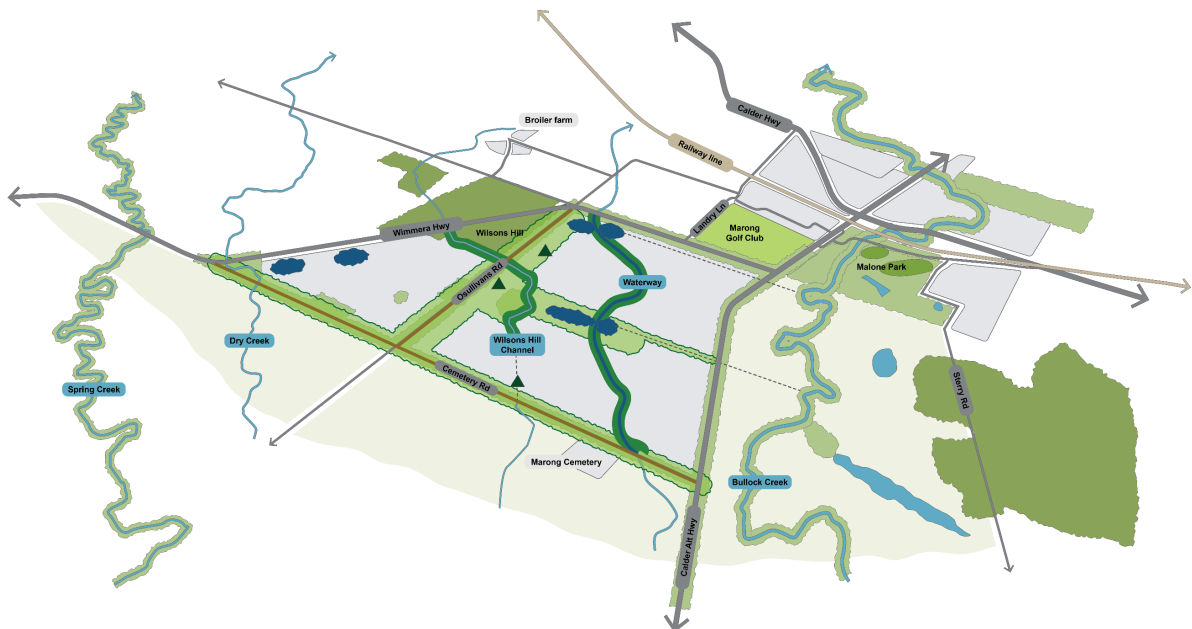 Calder Hwy
Broiler farm
Railway line
Landry Ln
Wimmera Hwy
Wilsons Hill
Marong
Golf Club
Malone Park
Osullivans Rd
Waterway
Dry Creek
Wilsons Hill
Channel
Cemetery Rd
Spring Creek
Sterry Rd
Marong Cemetery
Bullock Creek
Calder Alt Hwy